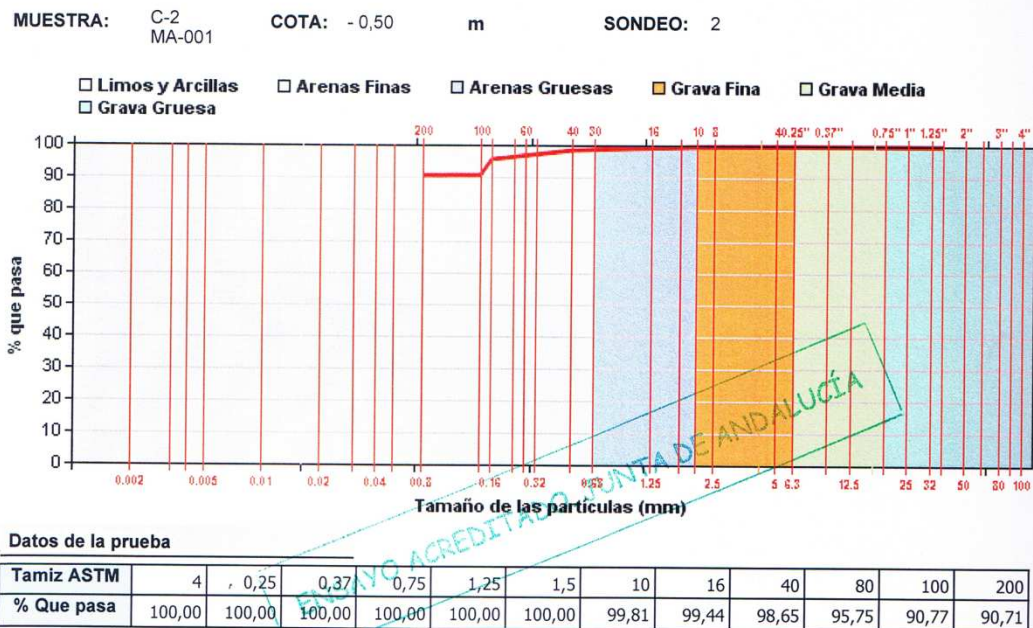 MUESTRA: C-2 COTA: - 0,50 m SONDEO: 2
MA-001
Limos y Arcillas Arenas Finas Arenas Gruesas Grava Fina Grava Media
Grava Gruesa
200 100 60 40 30 16 10 8 4 0.25" 0.37" 0.75" 1" 1.25" 2" 3" 4"
100
90
80
70
60
50
40
30
20
10
0
% que pasa
0.002 0.005 0.01 0.02 0.04 0.16 0.32 1.25 2.5 5 6.3 12.5 25 32 50 80 100
Tamaño de las partículas (mm)
ENSAYO ACREDITADO JUNTA DE ANDALUCÍA
Datos de la prueba
Tamiz ASTM 4 0,25 0,37 0,75 1,25 1,5 10 16 40 80 100 200
% Que pasa 100,00 100,00 100,00 100,00 100,00 100,00 99,81 99,44 98,65 95,75 90,77 90,71